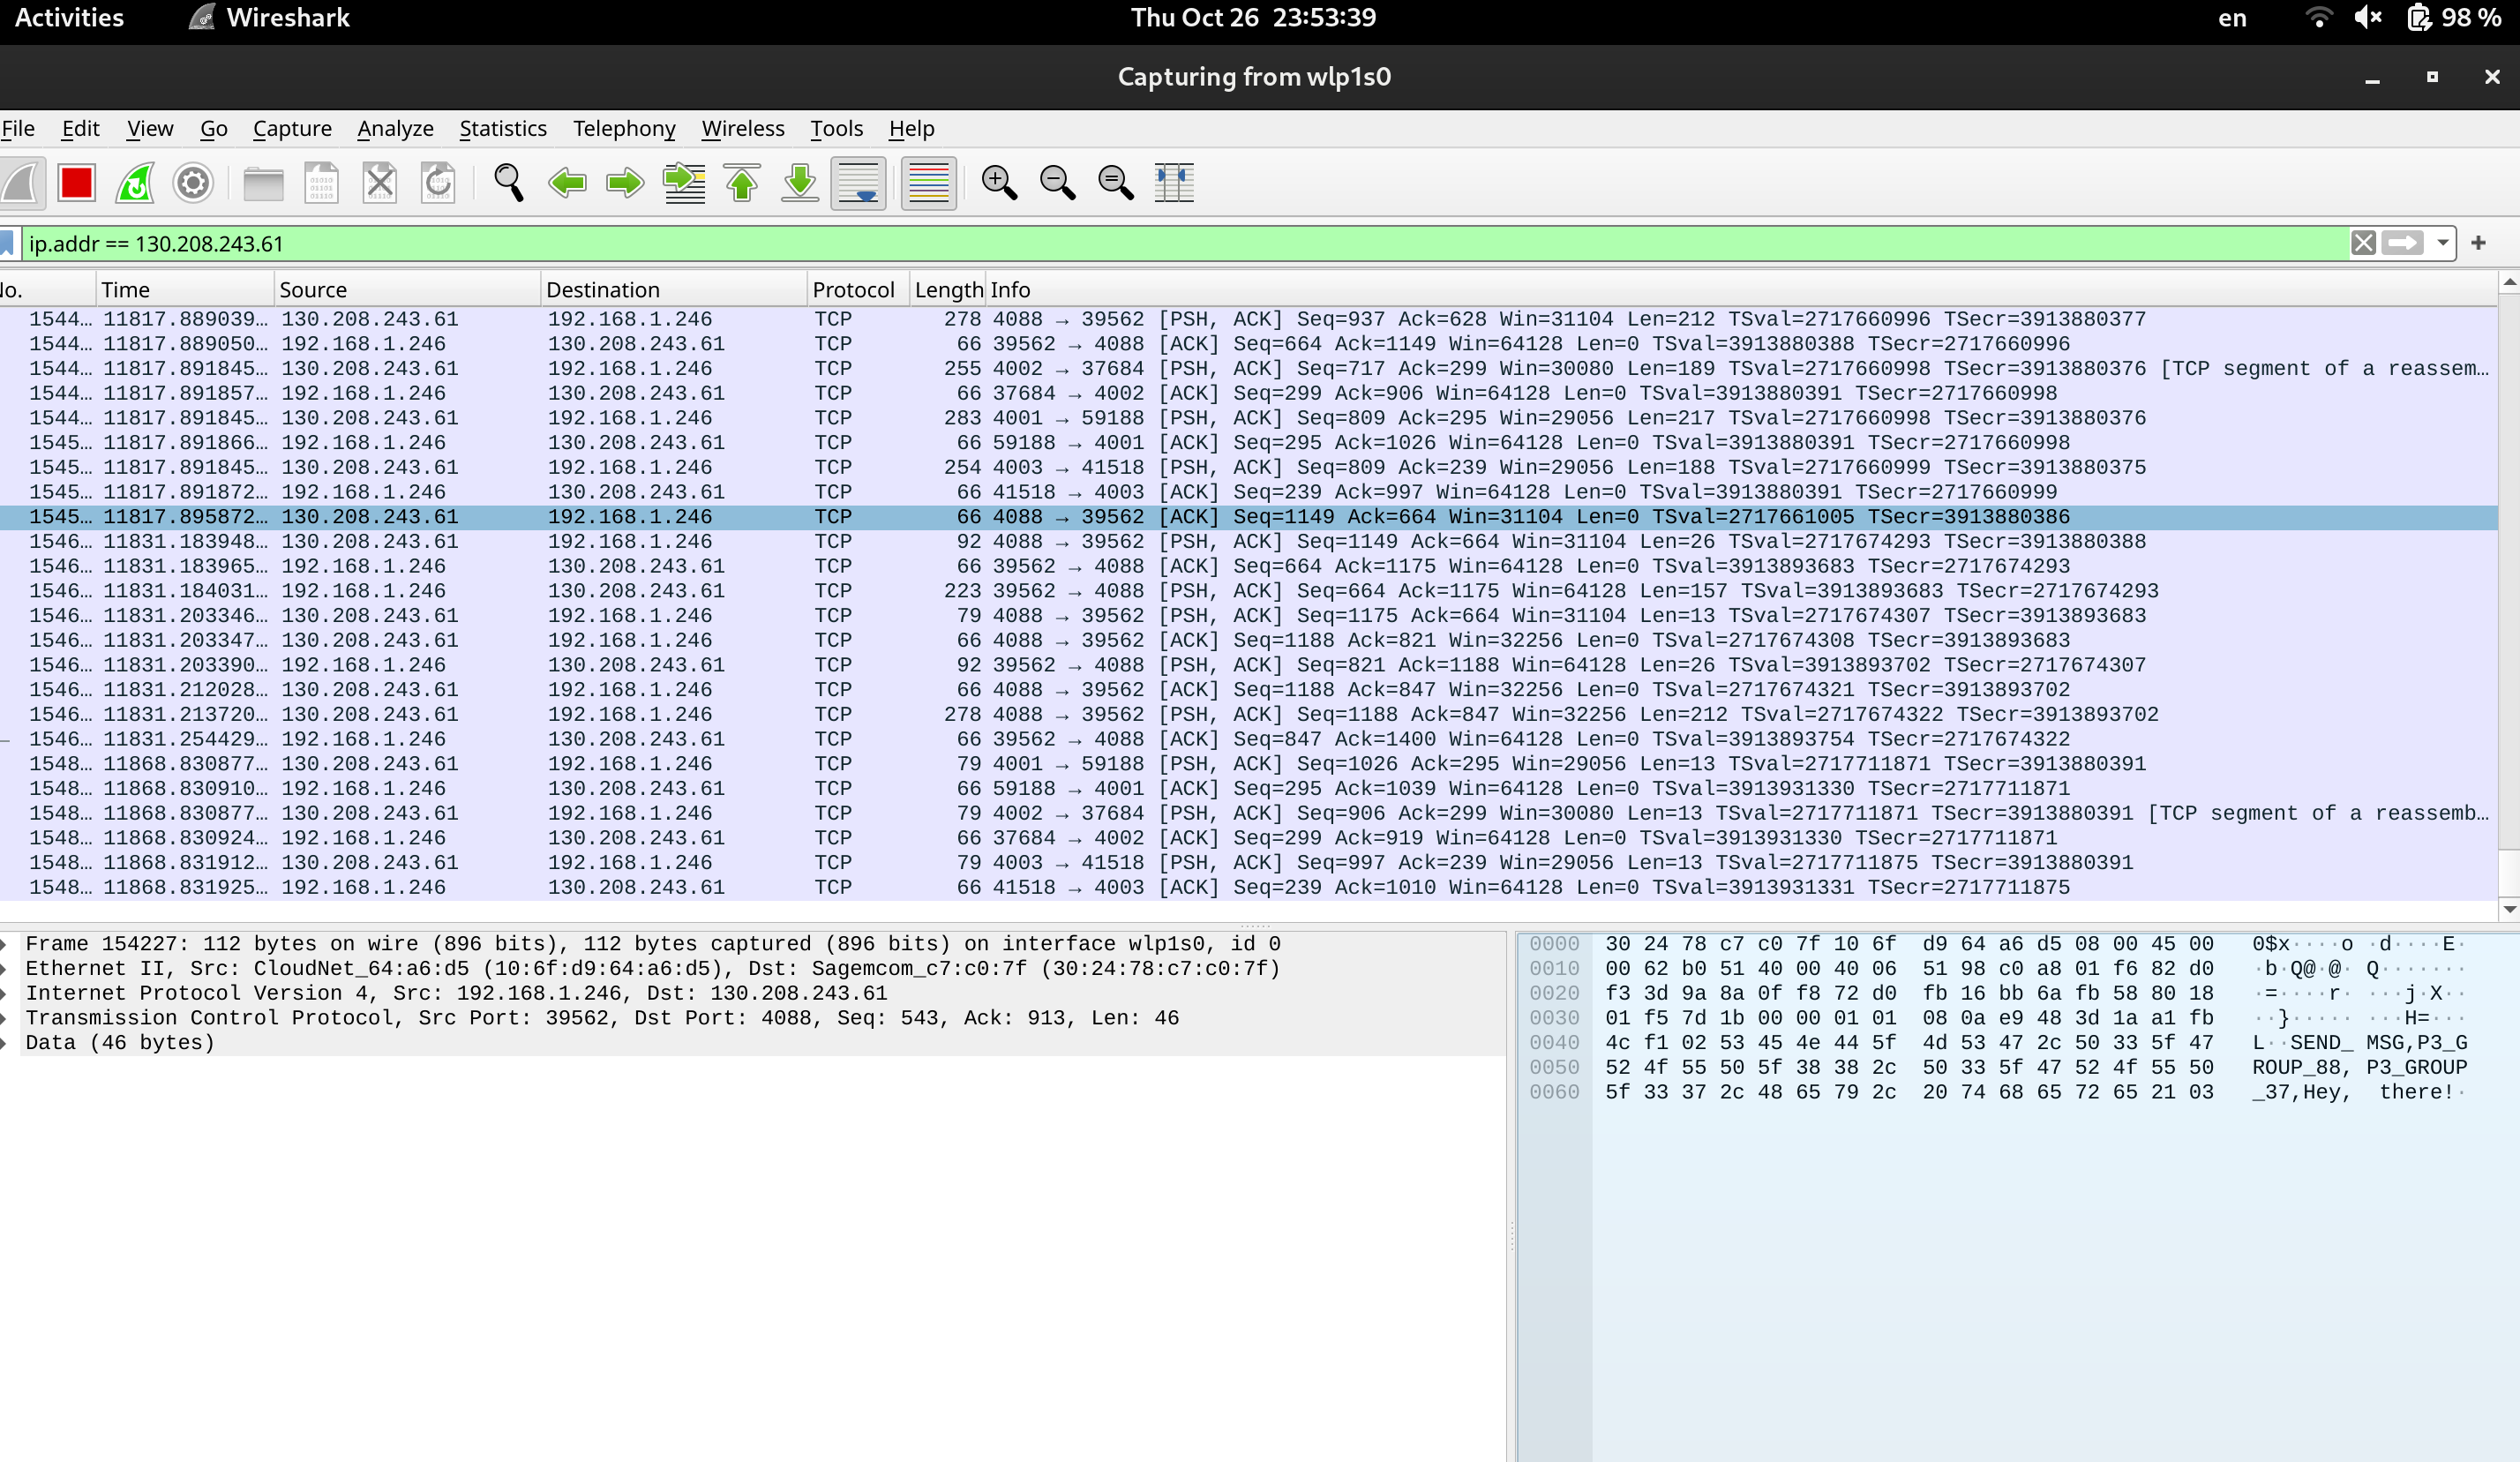 Activities Wireshark Thu Oct 26 23:53:39 en 98 %
Capturing from wlp1s0
File Edit View Go Capture Analyze Statistics Telephony Wireless Tools Help
ip.addr == 130.208.243.61
No. Time Source Destination Protocol Length Info
1544… 11817.889039… 130.208.243.61 192.168.1.246 TCP 278 4088 → 39562 [PSH, ACK] Seq=937 Ack=628 Win=31104 Len=212 TSval=2717660996 TSecr=3913880377
1544… 11817.889050… 192.168.1.246 130.208.243.61 TCP 66 39562 → 4088 [ACK] Seq=664 Ack=1149 Win=64128 Len=0 TSval=3913880388 TSecr=2717660996
1544… 11817.891845… 130.208.243.61 192.168.1.246 TCP 255 4002 → 37684 [PSH, ACK] Seq=717 Ack=299 Win=30080 Len=189 TSval=2717660998 TSecr=3913880376 [TCP segment of a reassem…
1544… 11817.891857… 192.168.1.246 130.208.243.61 TCP 66 37684 → 4002 [ACK] Seq=299 Ack=906 Win=64128 Len=0 TSval=3913880391 TSecr=2717660998
1544… 11817.891845… 130.208.243.61 192.168.1.246 TCP 283 4001 → 59188 [PSH, ACK] Seq=809 Ack=295 Win=29056 Len=217 TSval=2717660998 TSecr=3913880376
1545… 11817.891866… 192.168.1.246 130.208.243.61 TCP 66 59188 → 4001 [ACK] Seq=295 Ack=1026 Win=64128 Len=0 TSval=3913880391 TSecr=2717660998
1545… 11817.891845… 130.208.243.61 192.168.1.246 TCP 254 4003 → 41518 [PSH, ACK] Seq=809 Ack=239 Win=29056 Len=188 TSval=2717660999 TSecr=3913880375
1545… 11817.891872… 192.168.1.246 130.208.243.61 TCP 66 41518 → 4003 [ACK] Seq=239 Ack=997 Win=64128 Len=0 TSval=3913880391 TSecr=2717660999
1545… 11817.895872… 130.208.243.61 192.168.1.246 TCP 66 4088 → 39562 [ACK] Seq=1149 Ack=664 Win=31104 Len=0 TSval=2717661005 TSecr=3913880386
1546… 11831.183948… 130.208.243.61 192.168.1.246 TCP 92 4088 → 39562 [PSH, ACK] Seq=1149 Ack=664 Win=31104 Len=26 TSval=2717674293 TSecr=3913880388
1546… 11831.183965… 192.168.1.246 130.208.243.61 TCP 66 39562 → 4088 [ACK] Seq=664 Ack=1175 Win=64128 Len=0 TSval=3913893683 TSecr=2717674293
1546… 11831.184031… 192.168.1.246 130.208.243.61 TCP 223 39562 → 4088 [PSH, ACK] Seq=664 Ack=1175 Win=64128 Len=157 TSval=3913893683 TSecr=2717674293
1546… 11831.203346… 130.208.243.61 192.168.1.246 TCP 79 4088 → 39562 [PSH, ACK] Seq=1175 Ack=664 Win=31104 Len=13 TSval=2717674307 TSecr=3913893683
1546… 11831.203347… 130.208.243.61 192.168.1.246 TCP 66 4088 → 39562 [ACK] Seq=1188 Ack=821 Win=32256 Len=0 TSval=2717674308 TSecr=3913893683
1546… 11831.203390… 192.168.1.246 130.208.243.61 TCP 92 39562 → 4088 [PSH, ACK] Seq=821 Ack=1188 Win=64128 Len=26 TSval=3913893702 TSecr=2717674307
1546… 11831.212028… 130.208.243.61 192.168.1.246 TCP 66 4088 → 39562 [ACK] Seq=1188 Ack=847 Win=32256 Len=0 TSval=2717674321 TSecr=3913893702
1546… 11831.213720… 130.208.243.61 192.168.1.246 TCP 278 4088 → 39562 [PSH, ACK] Seq=1188 Ack=847 Win=32256 Len=212 TSval=2717674322 TSecr=3913893702
1546… 11831.254429… 192.168.1.246 130.208.243.61 TCP 66 39562 → 4088 [ACK] Seq=847 Ack=1400 Win=64128 Len=0 TSval=3913893754 TSecr=2717674322
1548… 11868.830877… 130.208.243.61 192.168.1.246 TCP 79 4001 → 59188 [PSH, ACK] Seq=1026 Ack=295 Win=29056 Len=13 TSval=2717711871 TSecr=3913880391
1548… 11868.830910… 192.168.1.246 130.208.243.61 TCP 66 59188 → 4001 [ACK] Seq=295 Ack=1039 Win=64128 Len=0 TSval=3913931330 TSecr=2717711871
1548… 11868.830877… 130.208.243.61 192.168.1.246 TCP 79 4002 → 37684 [PSH, ACK] Seq=906 Ack=299 Win=30080 Len=13 TSval=2717711871 TSecr=3913880391 [TCP segment of a reassemb…
1548… 11868.830924… 192.168.1.246 130.208.243.61 TCP 66 37684 → 4002 [ACK] Seq=299 Ack=919 Win=64128 Len=0 TSval=3913931330 TSecr=2717711871
1548… 11868.831912… 130.208.243.61 192.168.1.246 TCP 79 4003 → 41518 [PSH, ACK] Seq=997 Ack=239 Win=29056 Len=13 TSval=2717711875 TSecr=3913880391
1548… 11868.831925… 192.168.1.246 130.208.243.61 TCP 66 41518 → 4003 [ACK] Seq=239 Ack=1010 Win=64128 Len=0 TSval=3913931331 TSecr=2717711875
Frame 154227: 112 bytes on wire (896 bits), 112 bytes captured (896 bits) on interface wlp1s0, id 0
Ethernet II, Src: CloudNet_64:a6:d5 (10:6f:d9:64:a6:d5), Dst: Sagemcom_c7:c0:7f (30:24:78:c7:c0:7f)
Internet Protocol Version 4, Src: 192.168.1.246, Dst: 130.208.243.61
Transmission Control Protocol, Src Port: 39562, Dst Port: 4088, Seq: 543, Ack: 913, Len: 46
Data (46 bytes)
0000 30 24 78 c7 c0 7f 10 6f d9 64 a6 d5 08 00 45 00 0$x····o ·d····E·
0010 00 62 b0 51 40 00 40 06 51 98 c0 a8 01 f6 82 d0 ·b·Q@·@· Q·······
0020 f3 3d 9a 8a 0f f8 72 d0 fb 16 bb 6a fb 58 80 18 ·=····r· ···j·X··
0030 01 f5 7d 1b 00 00 01 01 08 0a e9 48 3d 1a a1 fb ··}····· ···H=···
0040 4c f1 02 53 45 4e 44 5f 4d 53 47 2c 50 33 5f 47 L··SEND_ MSG,P3_G
0050 52 4f 55 50 5f 38 38 2c 50 33 5f 47 52 4f 55 50 ROUP_88, P3_GROUP
0060 5f 33 37 2c 48 65 79 2c 20 74 68 65 72 65 21 03 _37,Hey, there!·